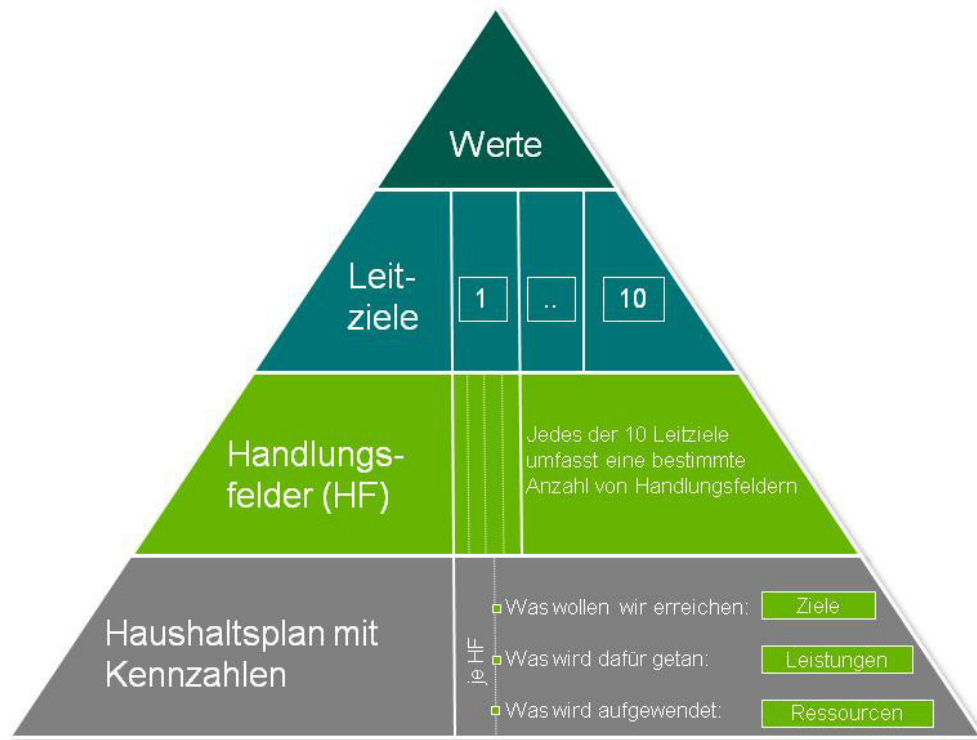 Werte
Leit-
ziele
1
..
10
Handlungs-
felder (HF)
Jedes der 10 Leitziele
umfasst eine bestimmte
Anzahl von Handlungsfeldern
Haushaltsplan mit
Kennzahlen
je HF
Was wollen wir erreichen: Ziele
Was wird dafür getan: Leistungen
Was wird aufgewendet: Ressourcen